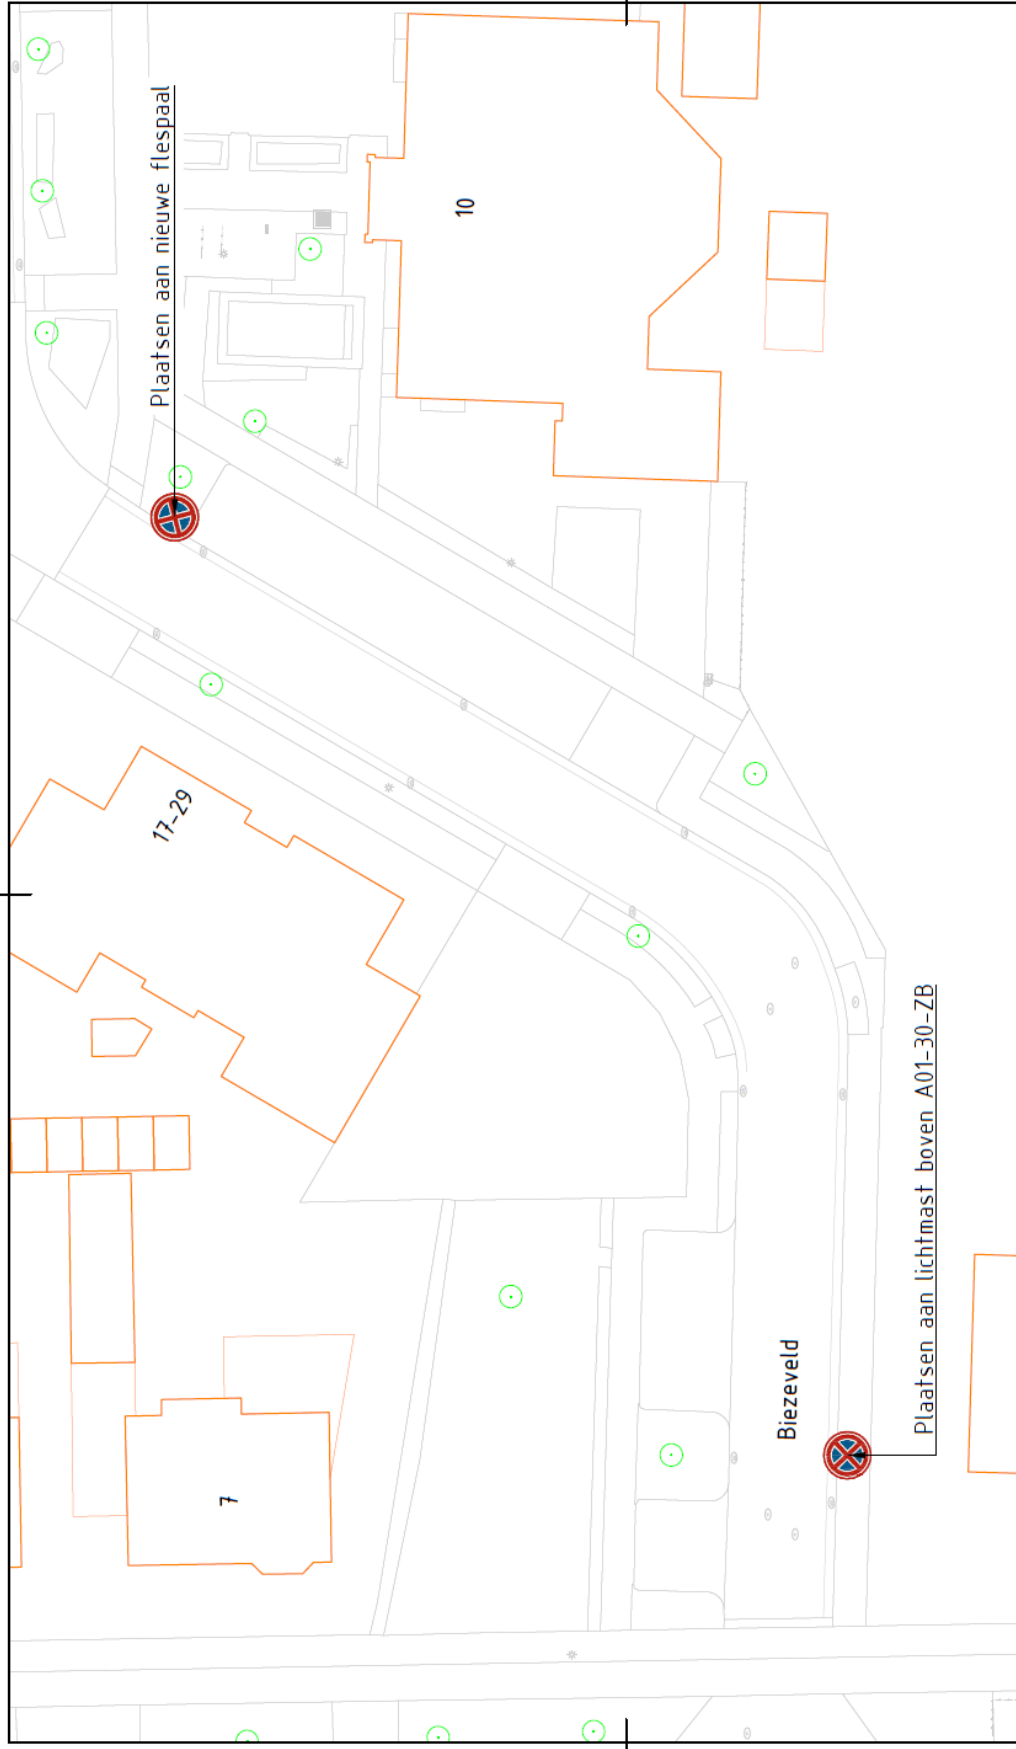 Plaatsen aan nieuwe flespaal
10
17-29
Plaatsen aan lichtmast boven A01-30-ZB
Biezeveld
7